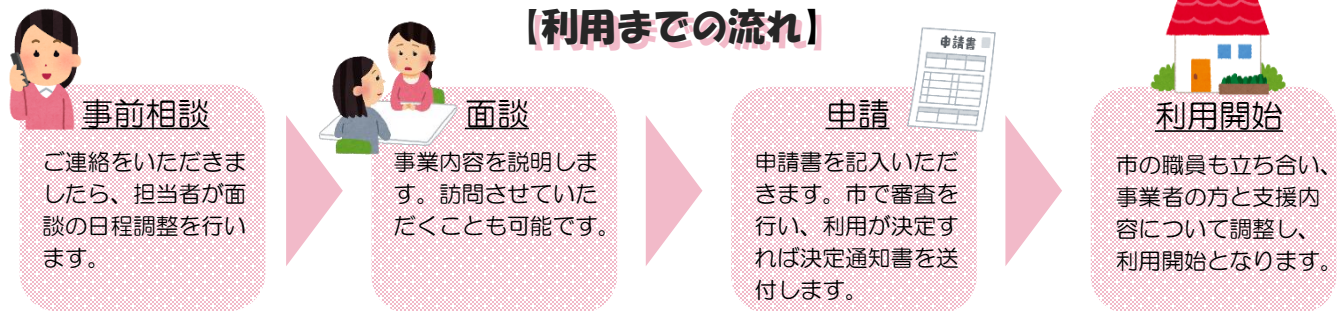 【利用までの流れ】
事前相談
ご連絡をいただきま
したら、担当者が面
談の日程調整を行い
ます。
面談
事業内容を説明しま
す。訪問させていた
だくことも可能です。
申請書
申請
申請書を記入いただ
きます。市で審査を
行い、利用が決定す
れば決定通知書を送
付します。
利用開始
市の職員も立ち合い、
事業者の方と支援内
容について調整し、
利用開始となります。